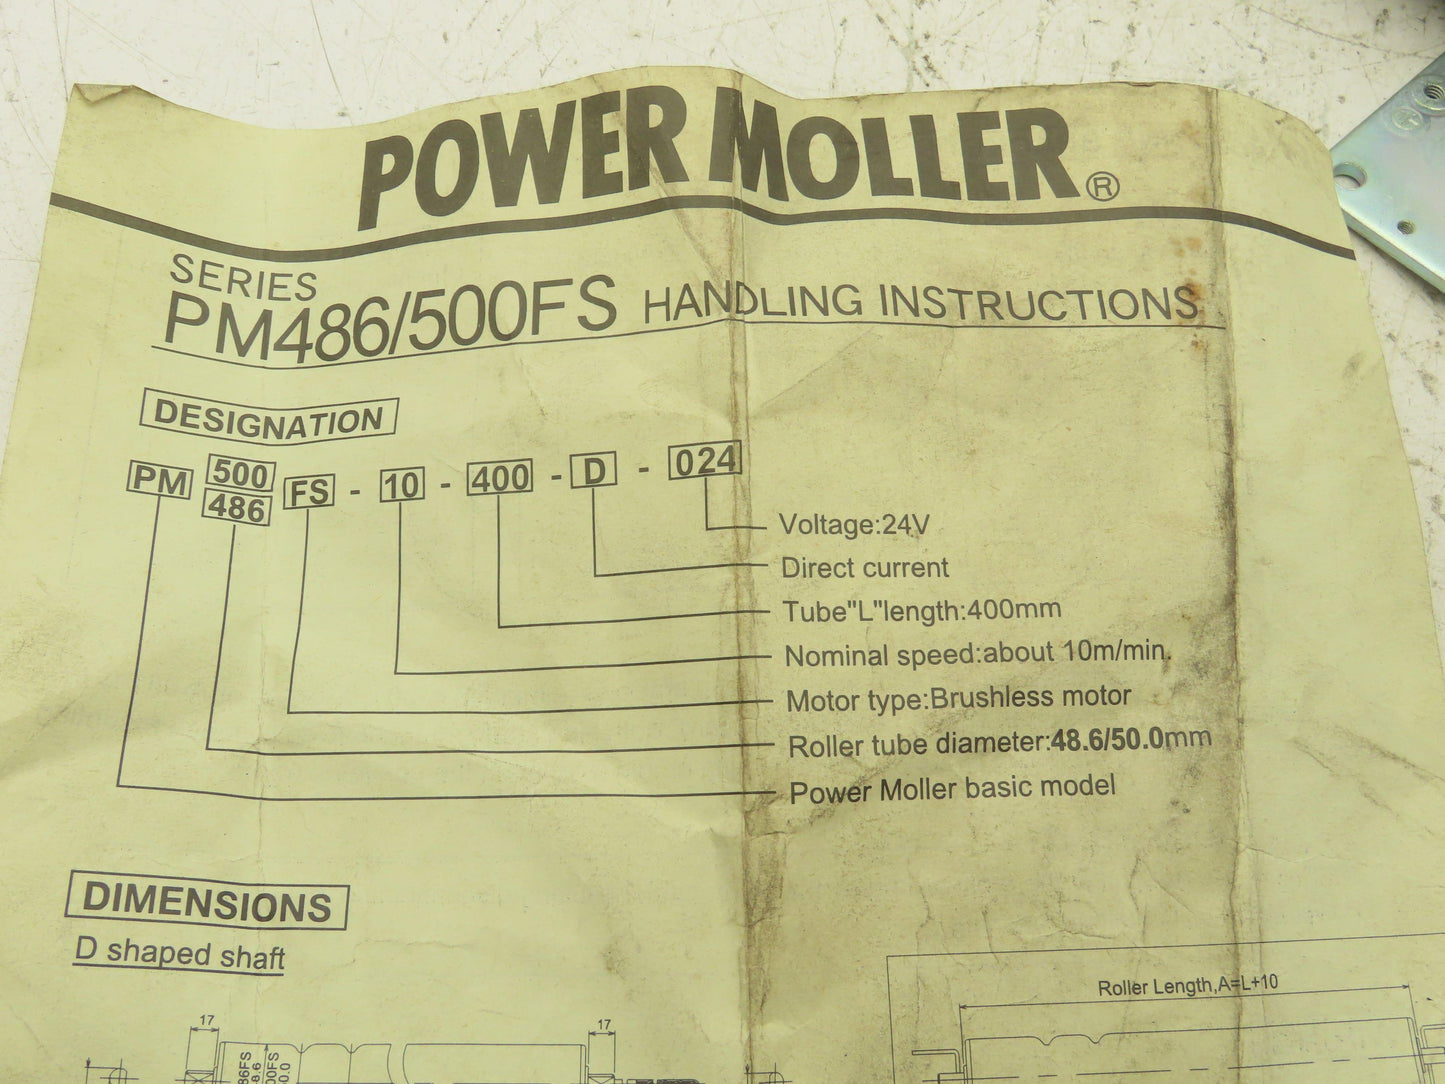 POWER MOLLER®
SERIES
PM486/500FS HANDLING INSTRUCTIONS
DESIGNATION
PM 500 FS - 10 - 400 - D - 024
486
Voltage:24V
Direct current
Tube"L"length:400mm
Nominal speed:about 10m/min.
Motor type:Brushless motor
Roller tube diameter:48.6/50.0mm
Power Moller basic model
DIMENSIONS
D shaped shaft
Roller Length,A=L+10
17
17